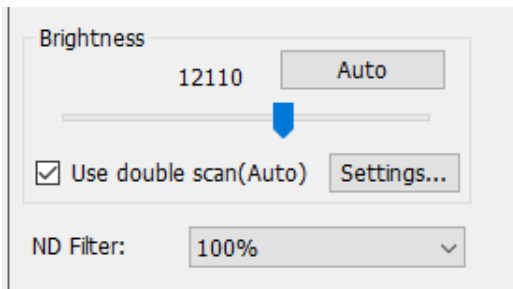 Brightness
12110 Auto
Use double scan(Auto) Settings...
ND Filter: 100%